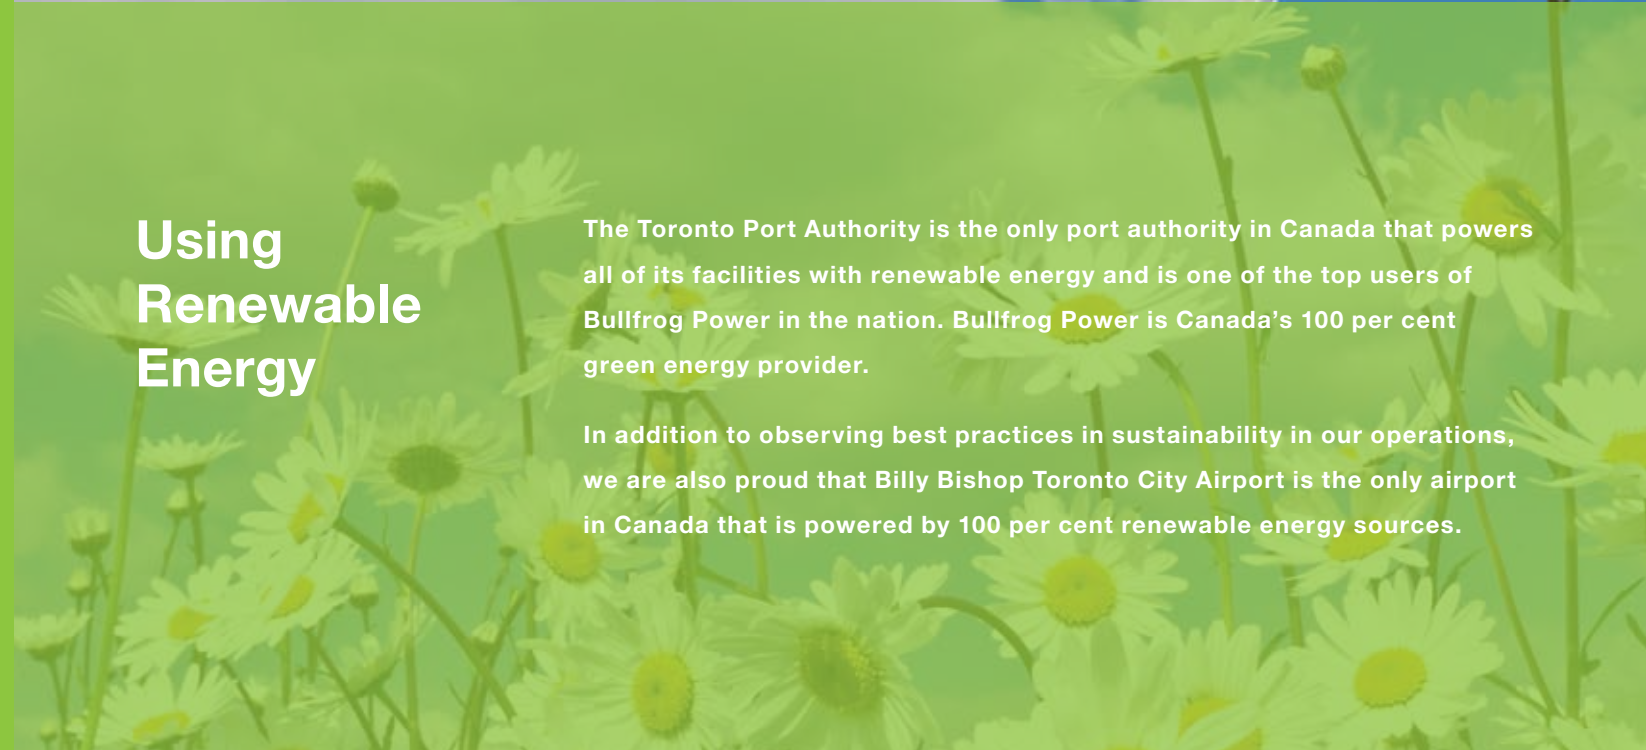 Using
Renewable
Energy
The Toronto Port Authority is the only port authority in Canada that powers
all of its facilities with renewable energy and is one of the top users of
Bullfrog Power in the nation. Bullfrog Power is Canada’s 100 per cent
green energy provider.
In addition to observing best practices in sustainability in our operations,
we are also proud that Billy Bishop Toronto City Airport is the only airport
in Canada that is powered by 100 per cent renewable energy sources.